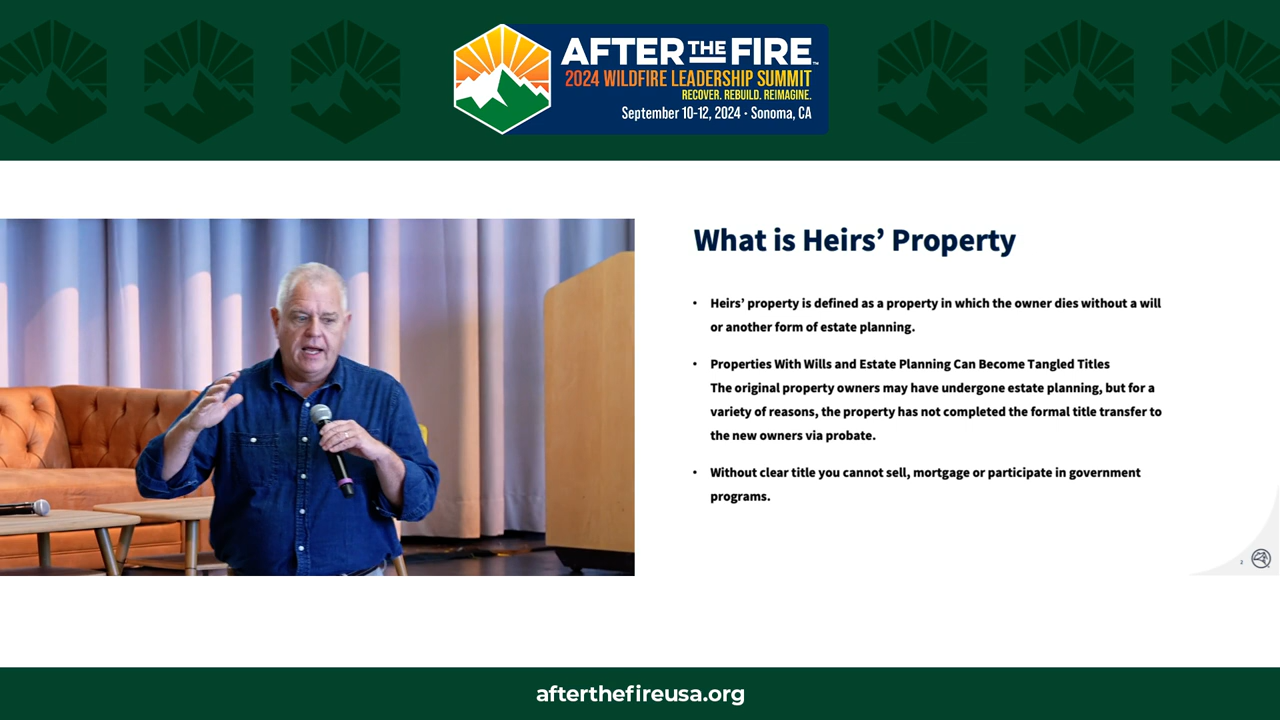 AFTER THE FIRE™
2024 WILDFIRE LEADERSHIP SUMMIT
RECOVER. REBUILD. REIMAGINE.
September 10-12, 2024 · Sonoma, CA
What is Heirs’ Property
• Heirs’ property is defined as a property in which the owner dies without a will
or another form of estate planning.
• Properties With Wills and Estate Planning Can Become Tangled Titles
The original property owners may have undergone estate planning, but for a
variety of reasons, the property has not completed the formal title transfer to
the new owners via probate.
• Without clear title you cannot sell, mortgage or participate in government
programs.
2
afterthefireusa.org